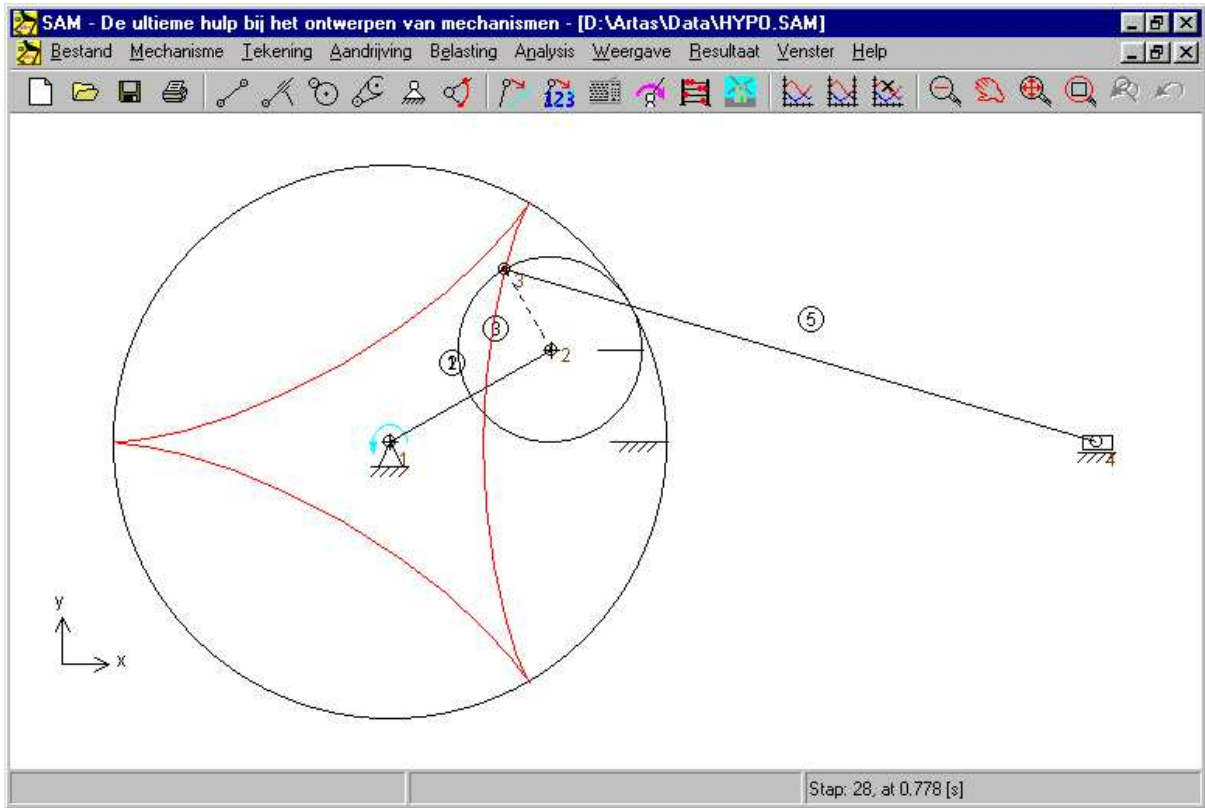 SAM - De ultieme hulp bij het ontwerpen van mechanismen - [D:\Artas\Data\HYPO.SAM]
Bestand Mechanisme Tekening Aandrijving Belasting Analysis Weergave Resultaat Venster Help
123
3
5
3
2
1
4
y
x
Stap: 28, at 0.778 [s]